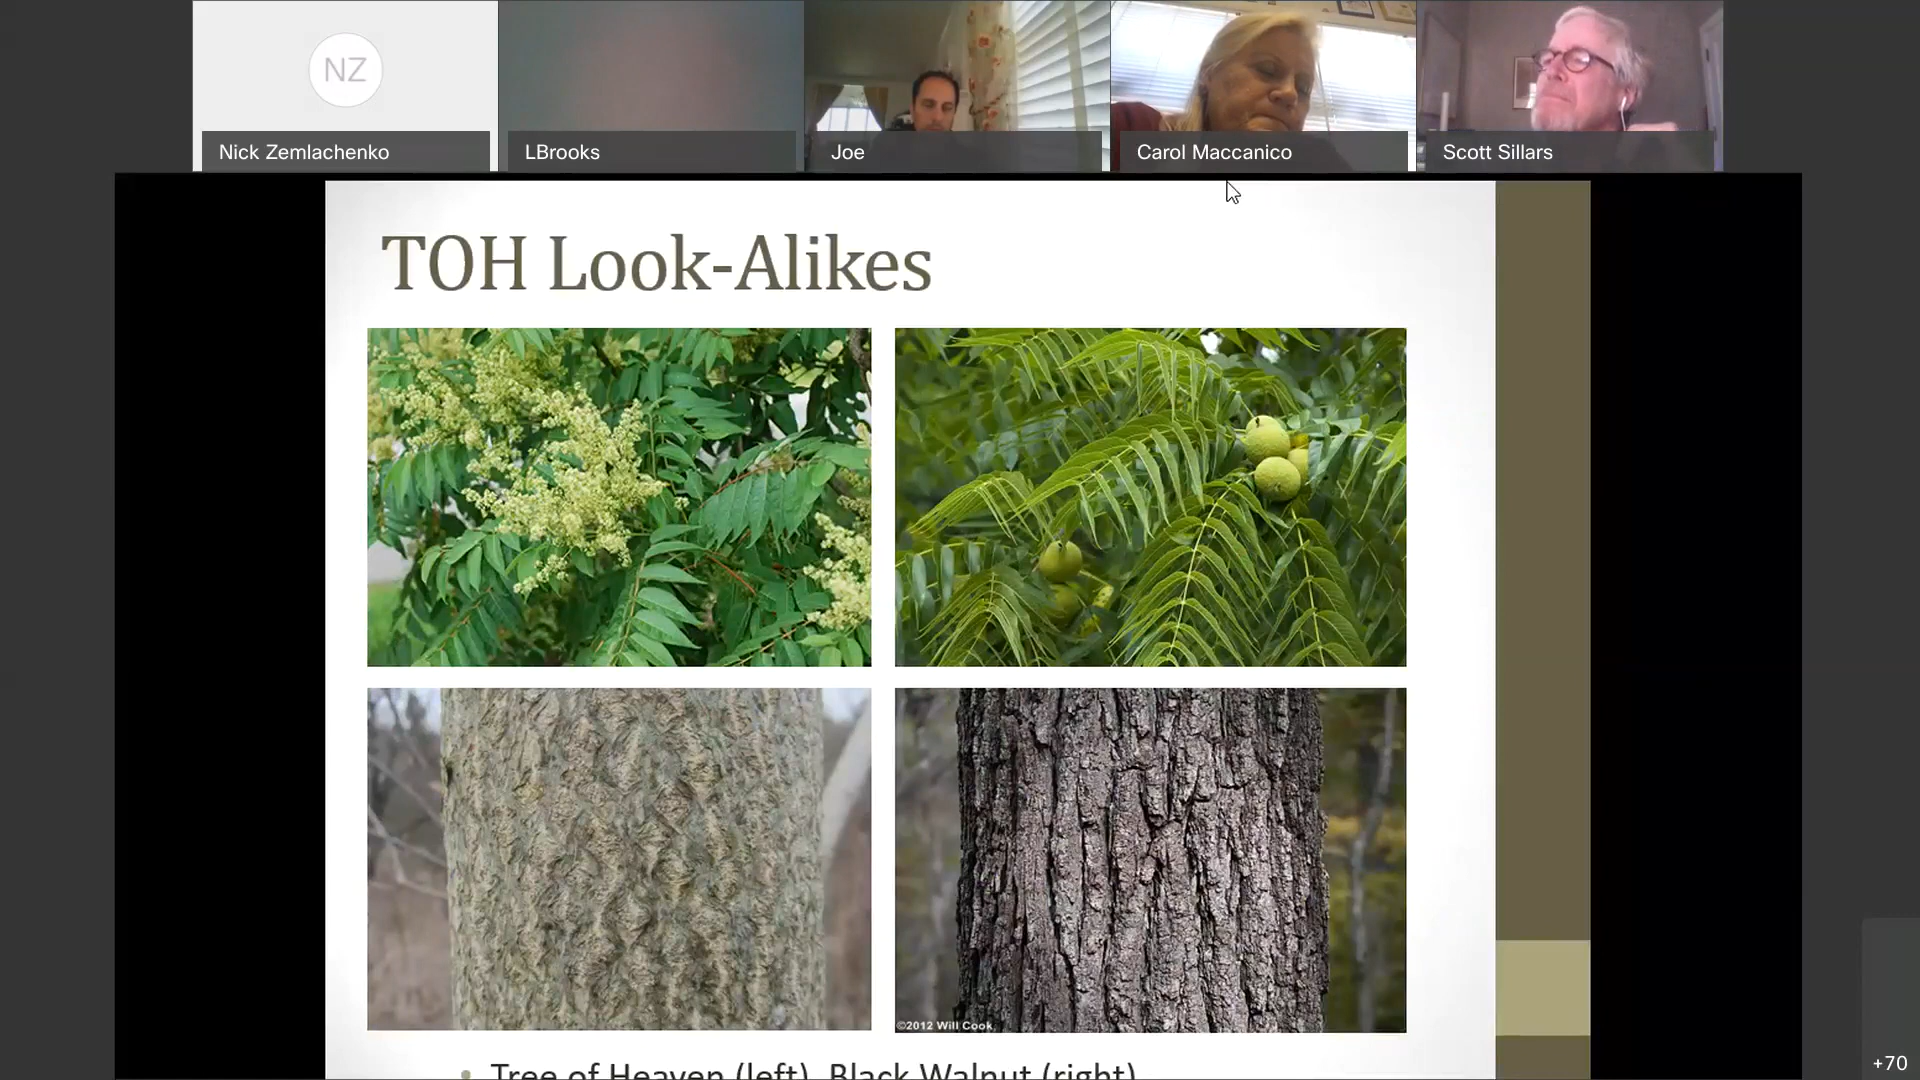 NZ
Nick Zemlachenko
LBrooks
Joe
Carol Maccanico
Scott Sillars
TOH Look-Alikes
©2012 Will Cook
Tree of Heaven (left), Black Walnut (right)
+70